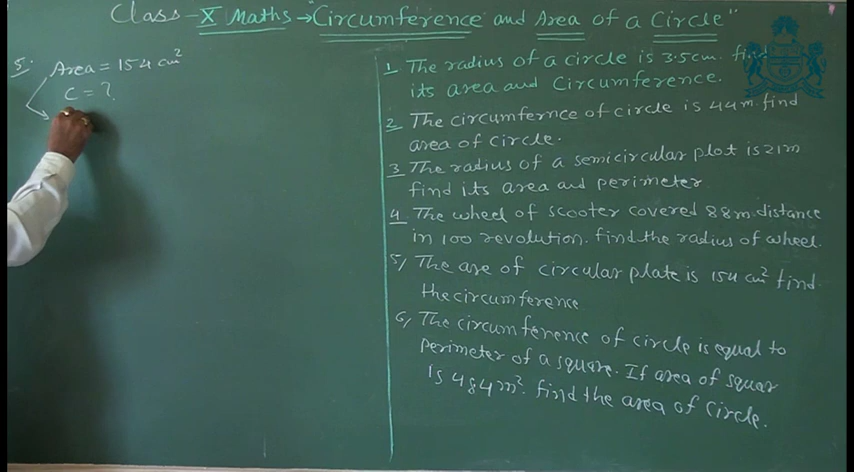 Class - X Maths → "Circumference and Area of a Circle"
5. Area = 154 cm²
C = ?
1. The radius of a circle is 3.5cm. find
its area and Circumference.
2. The circumfernce of circle is 44m. find
area of circle.
3. The radius of a semicircular plot is 21m
find its area and perimeter
4. The wheel of scooter covered 88m. distance
in 100 revolution. find the radius of wheel.
5, The are of circular plate is 154 cm² find.
the circumference
6, The circumference of circle is equal to
perimeter of a square. If area of squar
is 484m². find the area of circle.